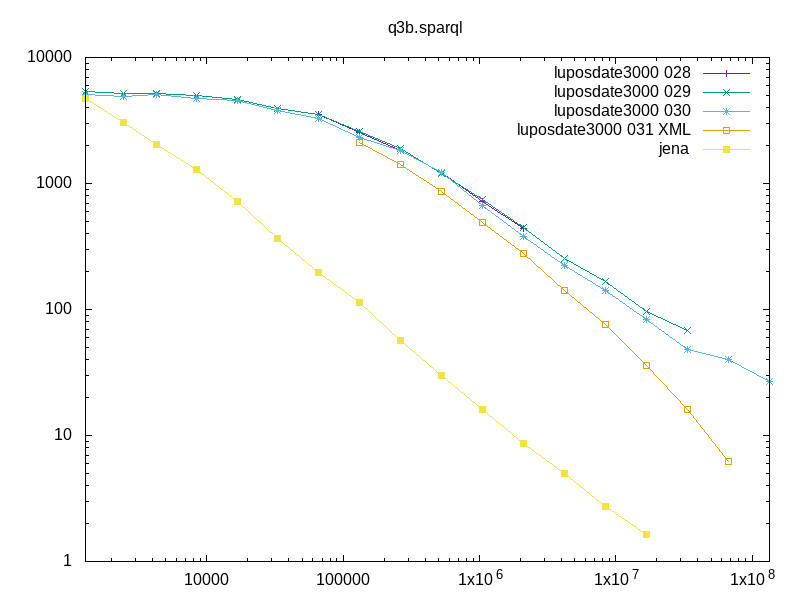 q3b.sparql
10000
luposdate3000 028
luposdate3000 029
luposdate3000 030
luposdate3000 031 XML
jena
1000
100
10
1
10000 100000 1x10^6 1x10^7 1x10^8